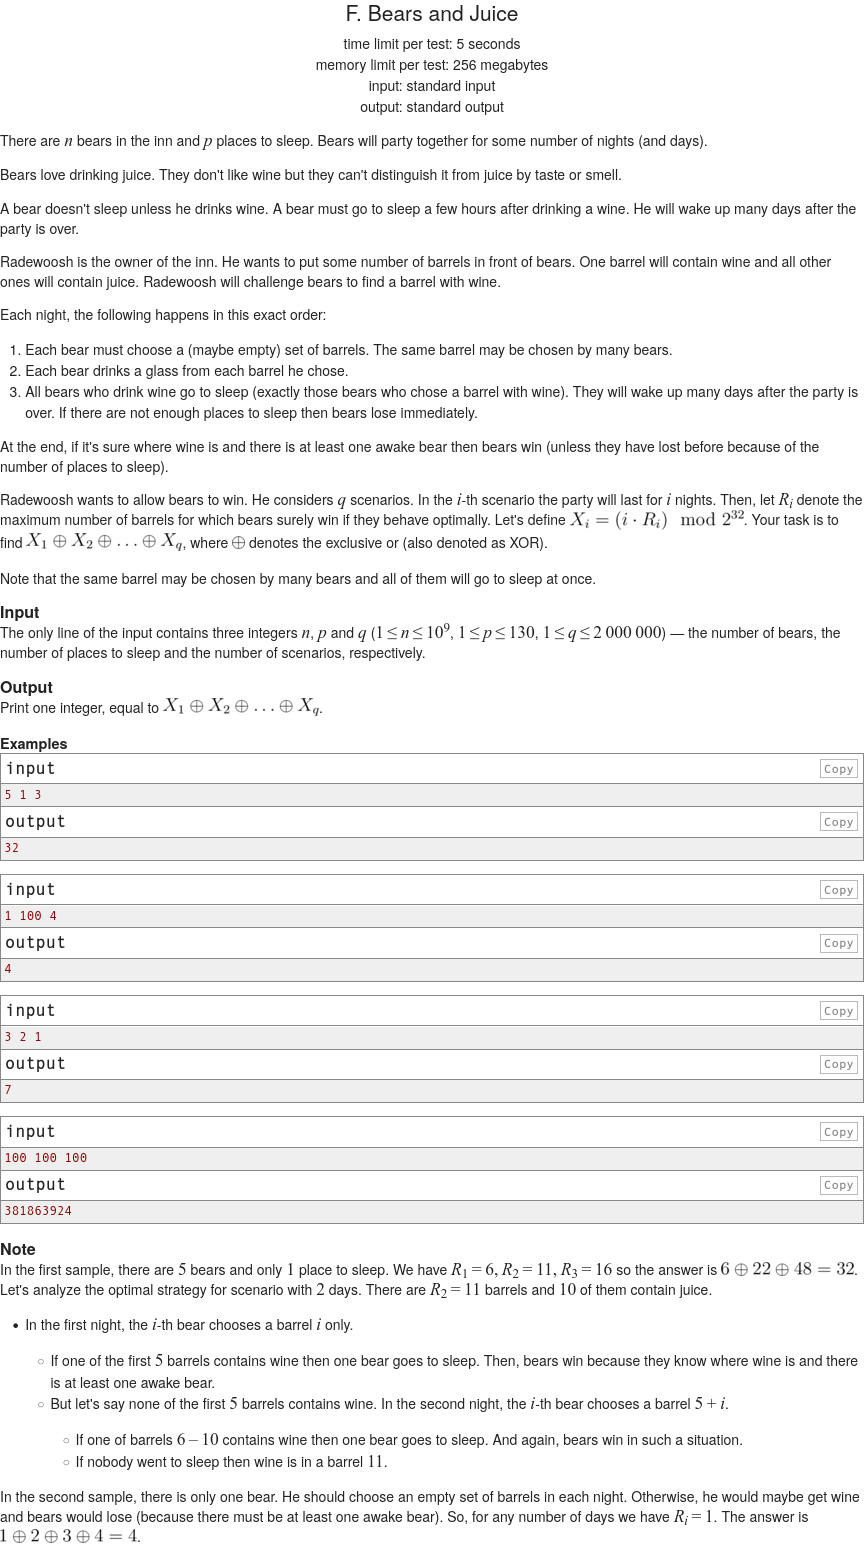 F. Bears and Juice
time limit per test: 5 seconds
memory limit per test: 256 megabytes
input: standard input
output: standard output
There are n bears in the inn and p places to sleep. Bears will party together for some number of nights (and days).
Bears love drinking juice. They don't like wine but they can't distinguish it from juice by taste or smell.
A bear doesn't sleep unless he drinks wine. A bear must go to sleep a few hours after drinking a wine. He will wake up many days after the
party is over.
Radewoosh is the owner of the inn. He wants to put some number of barrels in front of bears. One barrel will contain wine and all other
ones will contain juice. Radewoosh will challenge bears to find a barrel with wine.
Each night, the following happens in this exact order:
1. Each bear must choose a (maybe empty) set of barrels. The same barrel may be chosen by many bears.
2. Each bear drinks a glass from each barrel he chose.
3. All bears who drink wine go to sleep (exactly those bears who chose a barrel with wine). They will wake up many days after the party is
over. If there are not enough places to sleep then bears lose immediately.
At the end, if it's sure where wine is and there is at least one awake bear then bears win (unless they have lost before because of the
number of places to sleep).
Radewoosh wants to allow bears to win. He considers q scenarios. In the i-th scenario the party will last for i nights. Then, let R_i denote the
maximum number of barrels for which bears surely win if they behave optimally. Let's define X_i = (i · R_i) mod 2^32. Your task is to
find X_1 ⊕ X_2 ⊕ ... ⊕ X_q, where ⊕ denotes the exclusive or (also denoted as XOR).
Note that the same barrel may be chosen by many bears and all of them will go to sleep at once.
Input
The only line of the input contains three integers n, p and q (1 ≤ n ≤ 10^9, 1 ≤ p ≤ 130, 1 ≤ q ≤ 2 000 000) — the number of bears, the
number of places to sleep and the number of scenarios, respectively.
Output
Print one integer, equal to X_1 ⊕ X_2 ⊕ ... ⊕ X_q.
Examples
input Copy
5 1 3
output Copy
32
input Copy
1 100 4
output Copy
4
input Copy
3 2 1
output Copy
7
input Copy
100 100 100
output Copy
381863924
Note
In the first sample, there are 5 bears and only 1 place to sleep. We have R_1 = 6, R_2 = 11, R_3 = 16 so the answer is 6 ⊕ 22 ⊕ 48 = 32.
Let's analyze the optimal strategy for scenario with 2 days. There are R_2 = 11 barrels and 10 of them contain juice.
• In the first night, the i-th bear chooses a barrel i only.
○ If one of the first 5 barrels contains wine then one bear goes to sleep. Then, bears win because they know where wine is and there
is at least one awake bear.
○ But let's say none of the first 5 barrels contains wine. In the second night, the i-th bear chooses a barrel 5 + i.
○ If one of barrels 6 – 10 contains wine then one bear goes to sleep. And again, bears win in such a situation.
○ If nobody went to sleep then wine is in a barrel 11.
In the second sample, there is only one bear. He should choose an empty set of barrels in each night. Otherwise, he would maybe get wine
and bears would lose (because there must be at least one awake bear). So, for any number of days we have R_i = 1. The answer is
1 ⊕ 2 ⊕ 3 ⊕ 4 = 4.